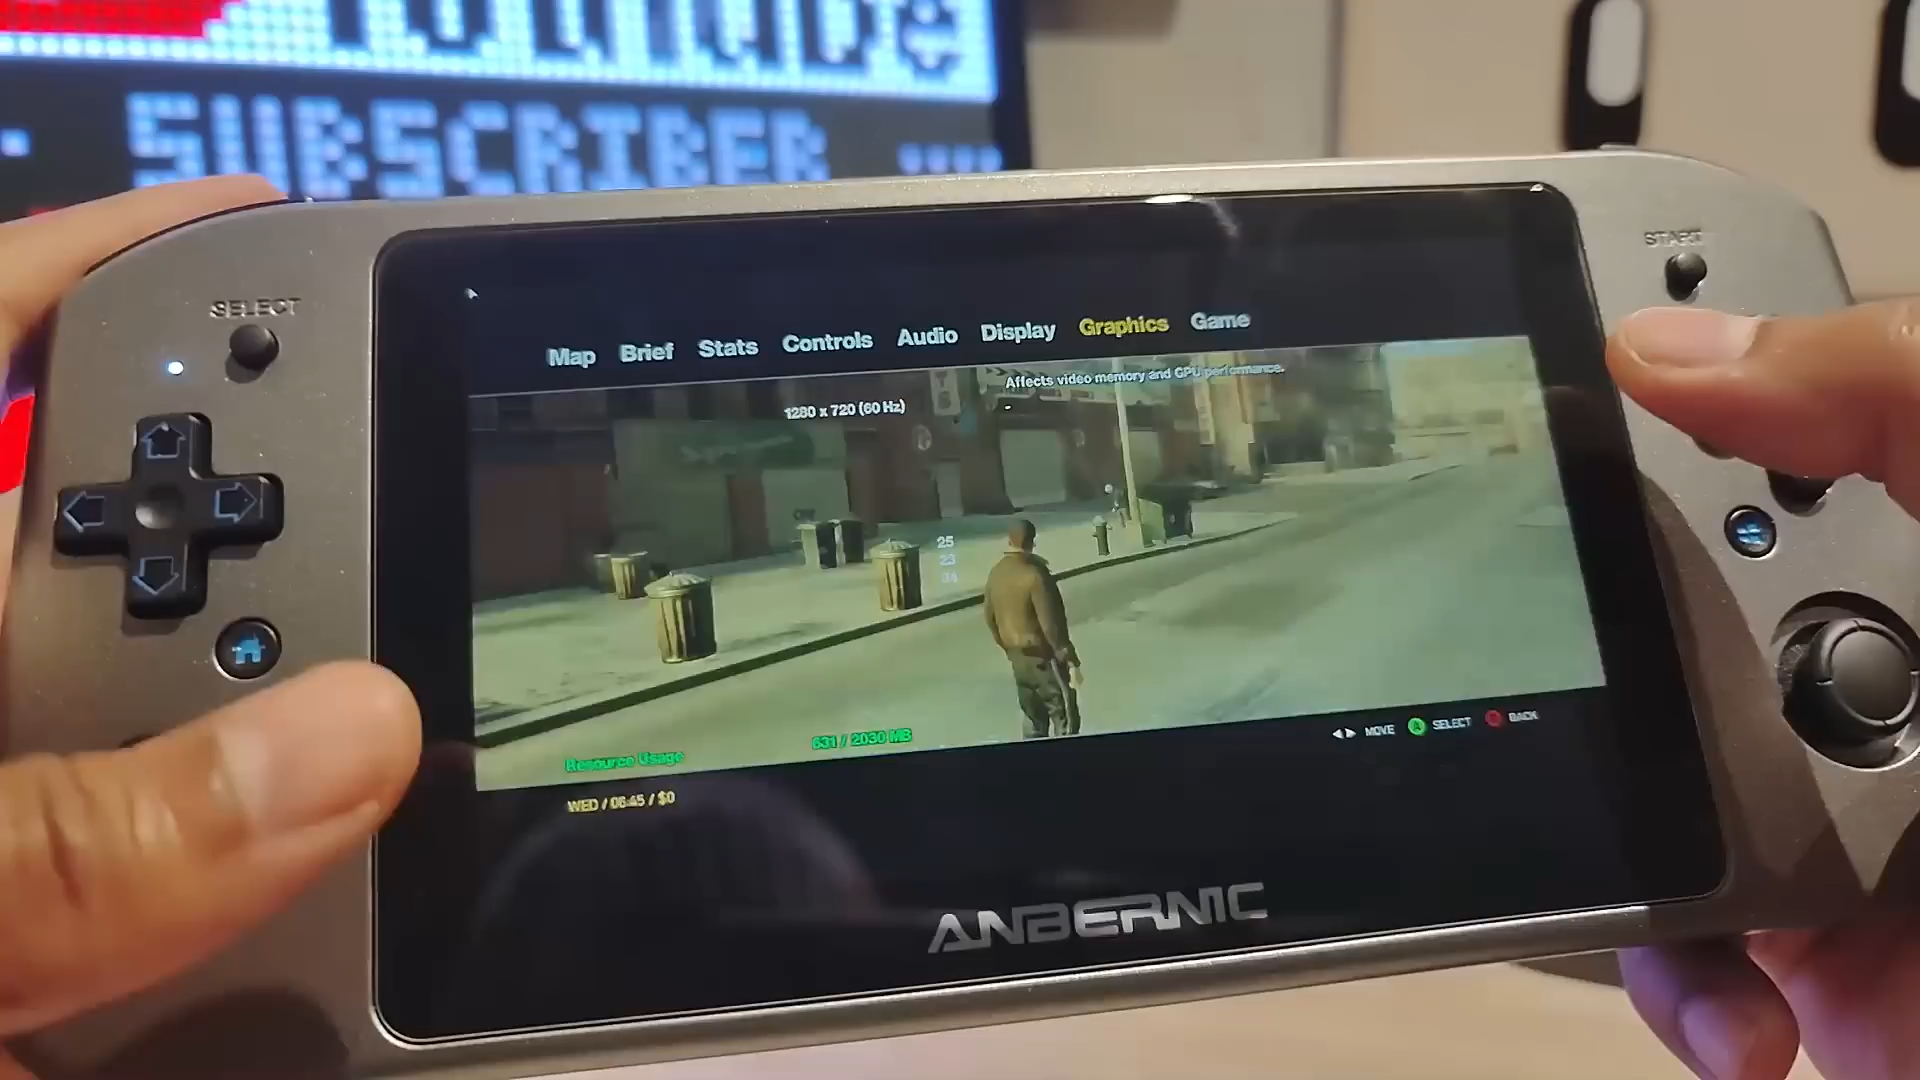 SUBSCRIBER
START
SELECT
Map Brief Stats Controls Audio Display Graphics Game
Affects video memory and GPU performance.
1280 x 720 (60 Hz)
25
23
34
Resource Usage 631 / 2030 MB
MOVE A SELECT BACK
WED / 06:45 / $0
ANBERNIC